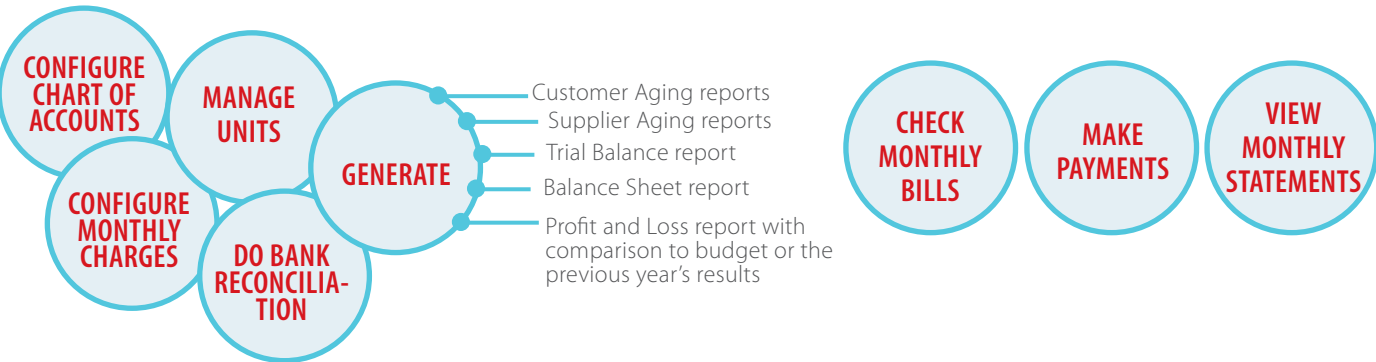 CONFIGURE
CHART OF
ACCOUNTS
MANAGE
UNITS
CONFIGURE
MONTHLY
CHARGES
DO BANK
RECONCILIA-
TION
GENERATE
Customer Aging reports
Supplier Aging reports
Trial Balance report
Balance Sheet report
Profit and Loss report with
comparison to budget or the
previous year’s results
CHECK
MONTHLY
BILLS
MAKE
PAYMENTS
VIEW
MONTHLY
STATEMENTS